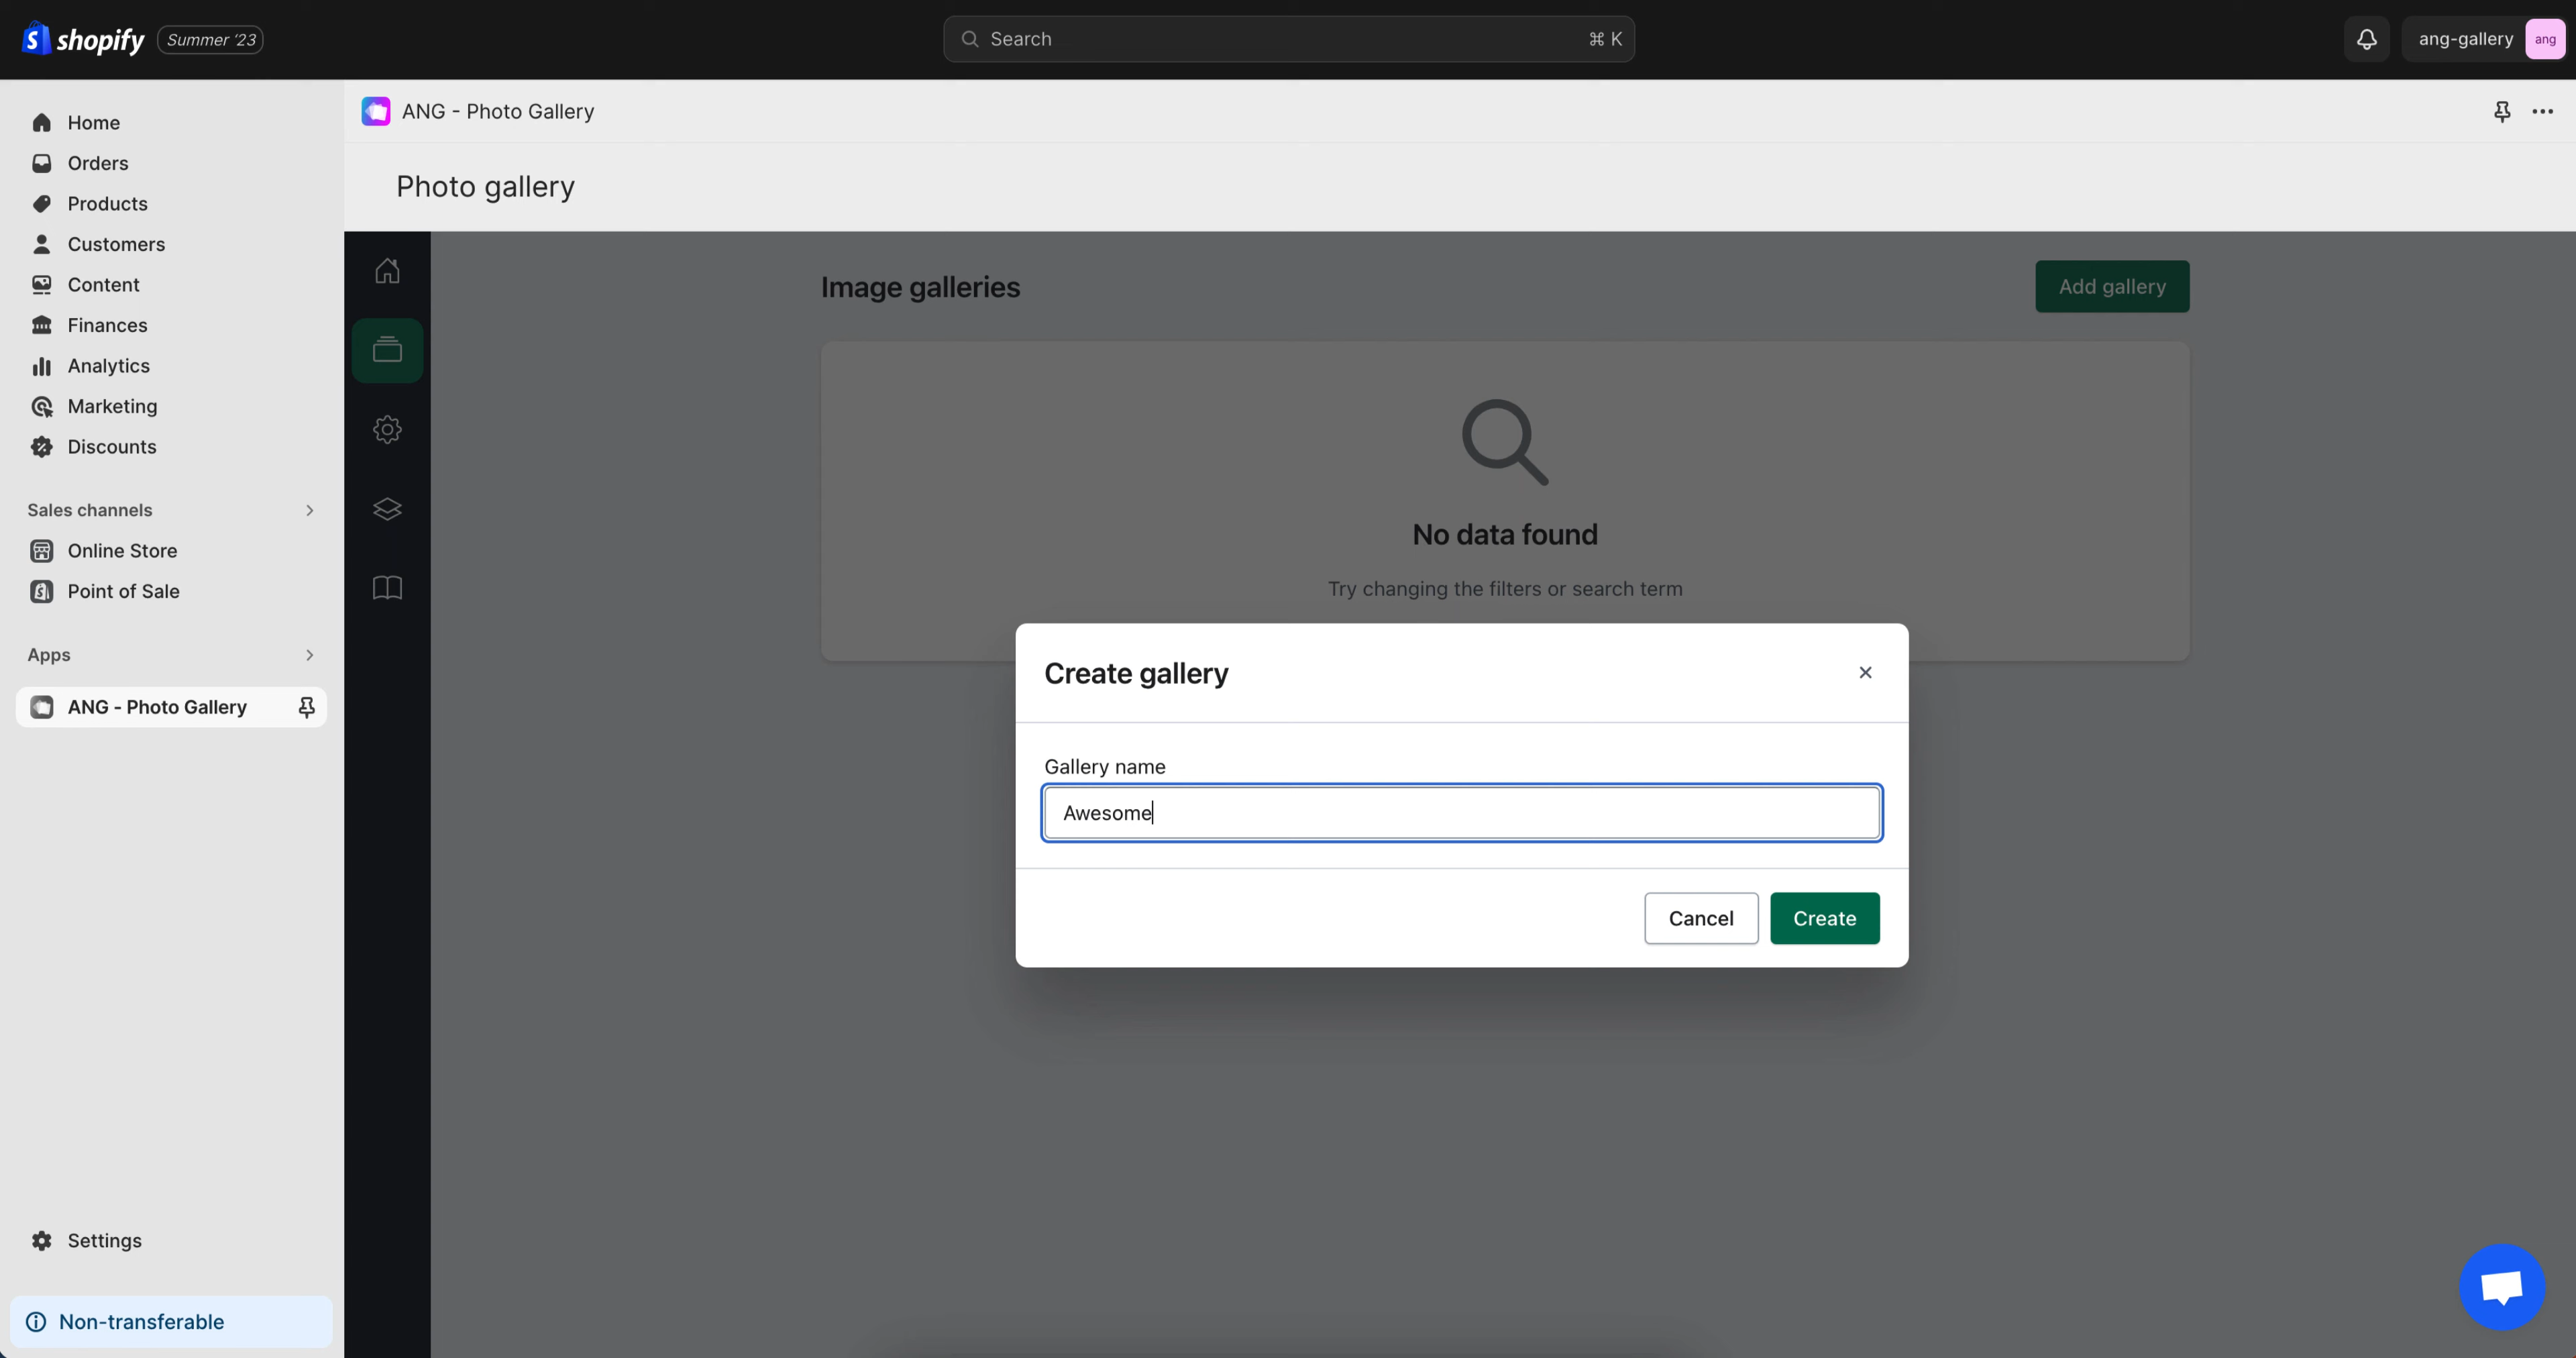 shopify Summer '23
Search ⌘ K
ang-gallery ang
Home
Orders
Products
Customers
Content
Finances
Analytics
Marketing
Discounts
Sales channels
Online Store
Point of Sale
Apps
ANG - Photo Gallery
Settings
Non-transferable
ANG - Photo Gallery
Photo gallery
Image galleries
Add gallery
No data found
Try changing the filters or search term
Create gallery
Gallery name
Awesome
Cancel
Create